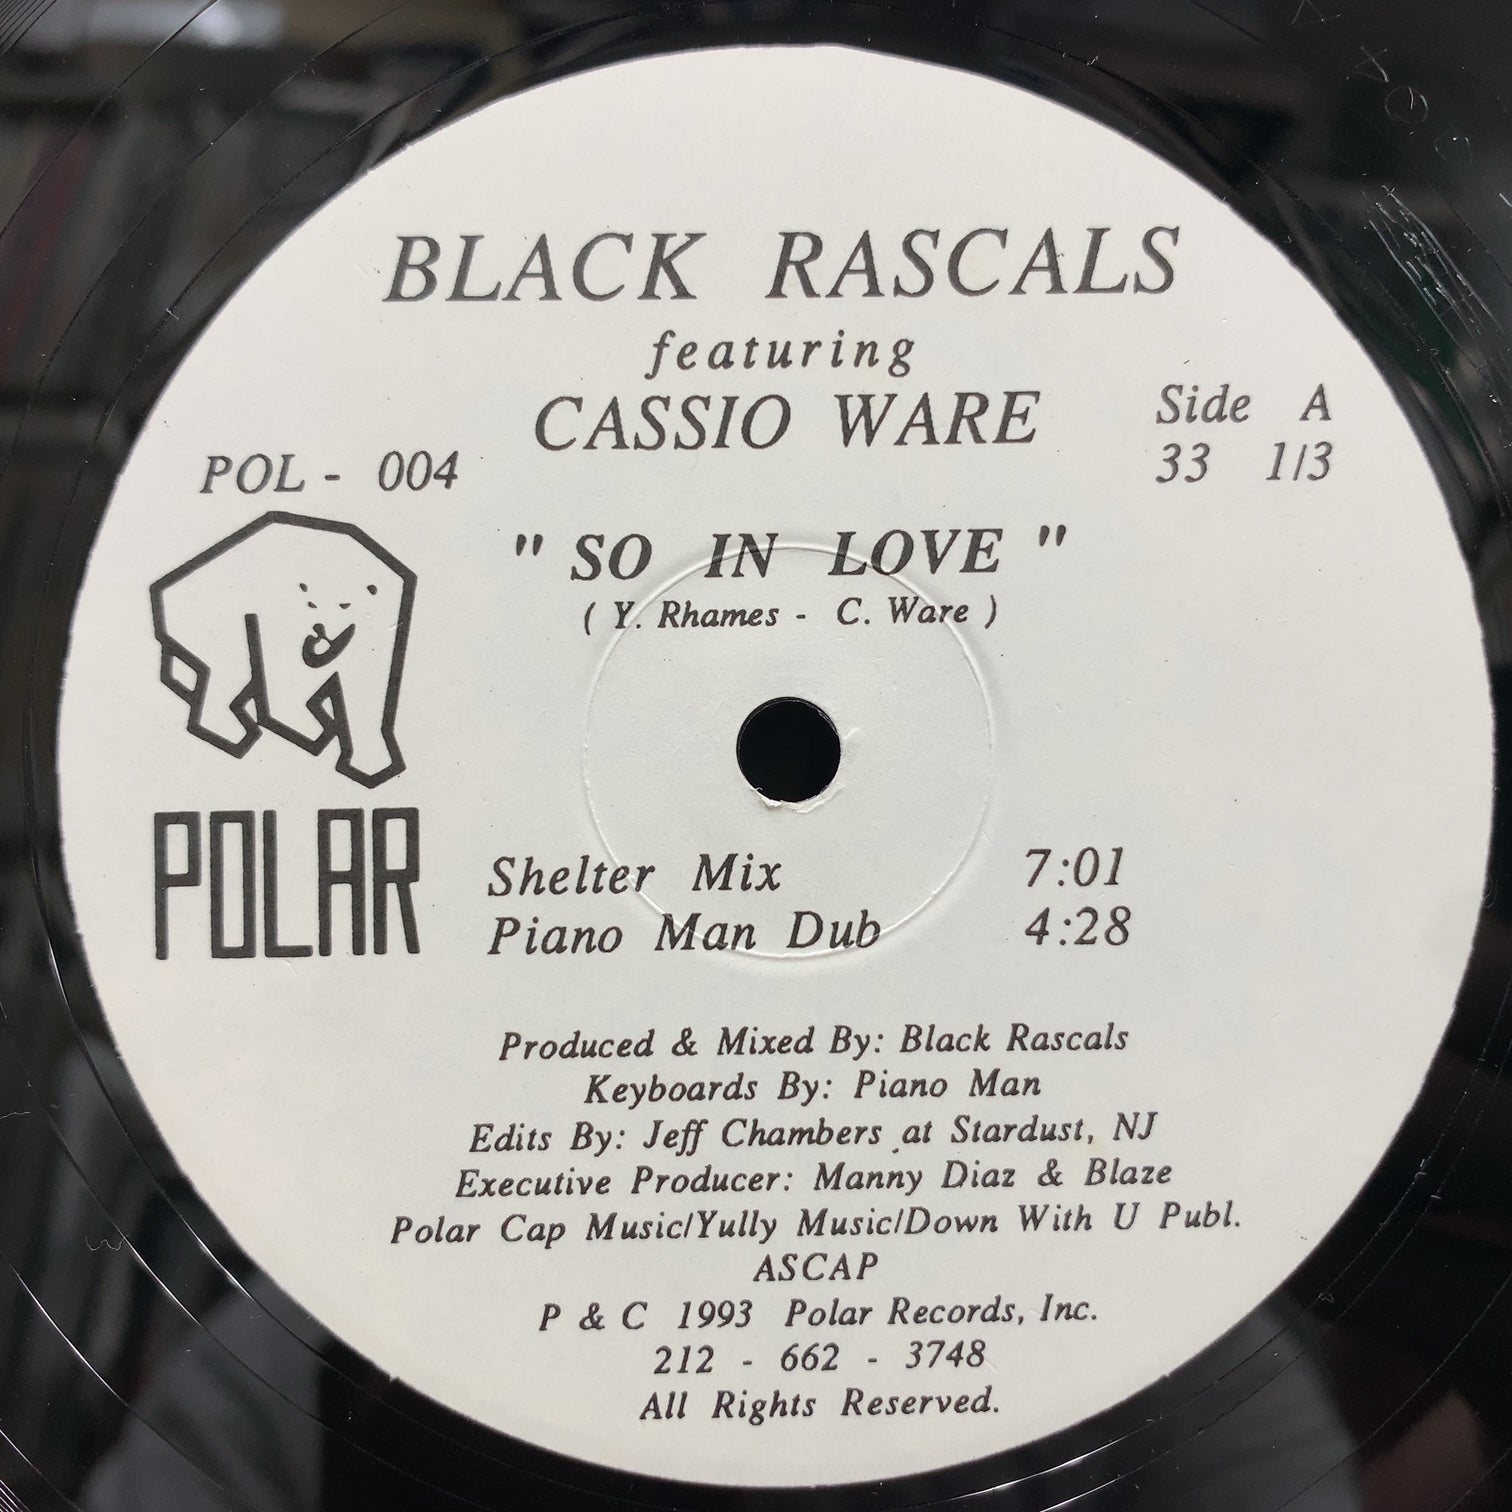 BLACK RASCALS
featuring
CASSIO WARE
Side A
33 1/3
POL - 004
" SO IN LOVE "
( Y. Rhames - C. Ware )
POLAR
Shelter Mix 7:01
Piano Man Dub 4:28
Produced & Mixed By: Black Rascals
Keyboards By: Piano Man
Edits By: Jeff Chambers at Stardust, NJ
Executive Producer: Manny Diaz & Blaze
Polar Cap Music/Yully Music/Down With U Publ.
ASCAP
P & C 1993 Polar Records, Inc.
212 - 662 - 3748
All Rights Reserved.